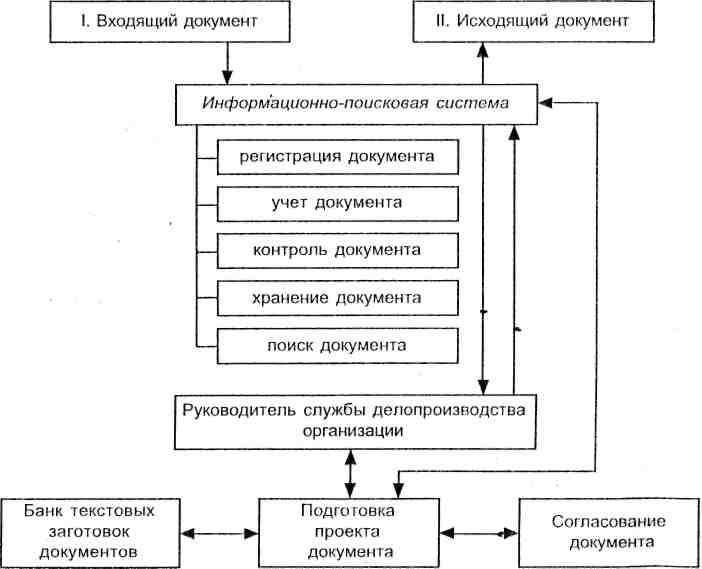 I. Входящий документ
II. Исходящий документ
Информационно-поисковая система
регистрация документа
учет документа
контроль документа
хранение документа
поиск документа
Руководитель службы делопроизводства
организации
Банк текстовых
заготовок
документов
Подготовка
проекта
документа
Согласование
документа